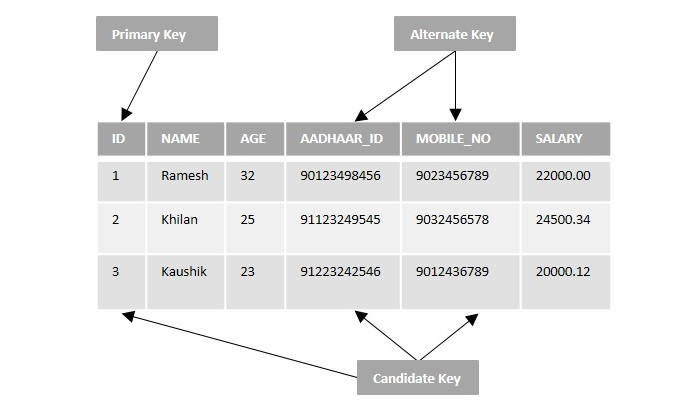 Primary Key
Alternate Key
ID NAME AGE AADHAAR_ID MOBILE_NO SALARY
1 Ramesh 32 90123498456 9023456789 22000.00
2 Khilan 25 91123249545 9032456578 24500.34
3 Kaushik 23 91223242546 9012436789 20000.12
Candidate Key